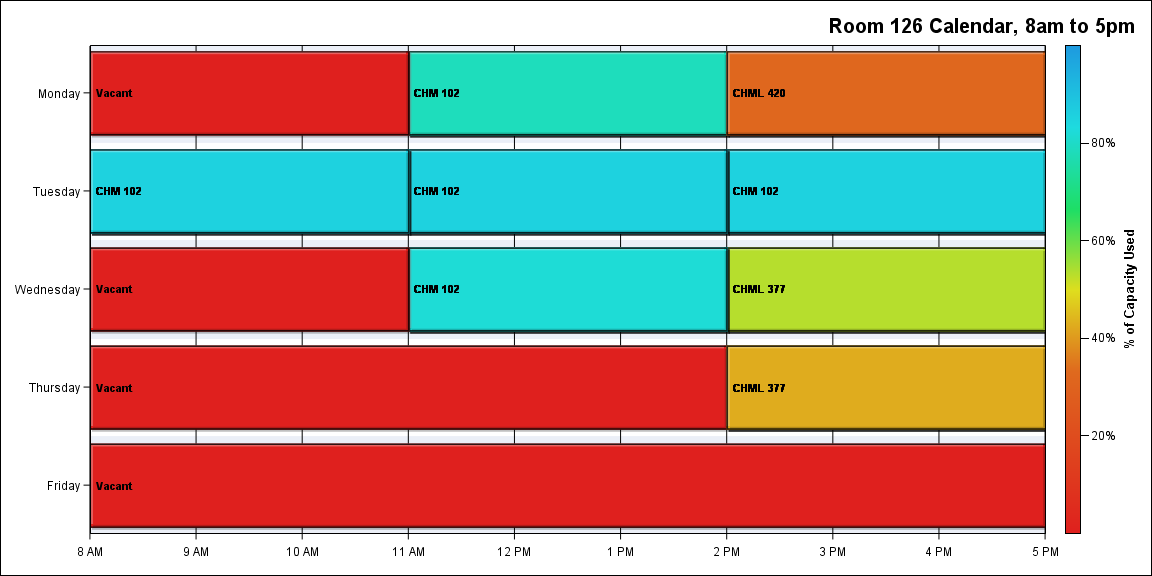 Room 126 Calendar, 8am to 5pm
Monday
Vacant
CHM 102
CHML 420
Tuesday
CHM 102
CHM 102
CHM 102
Wednesday
Vacant
CHM 102
CHML 377
Thursday
Vacant
CHML 377
Friday
Vacant
8 AM
9 AM
10 AM
11 AM
12 PM
1 PM
2 PM
3 PM
4 PM
5 PM
80%
60%
40%
20%
% of Capacity Used